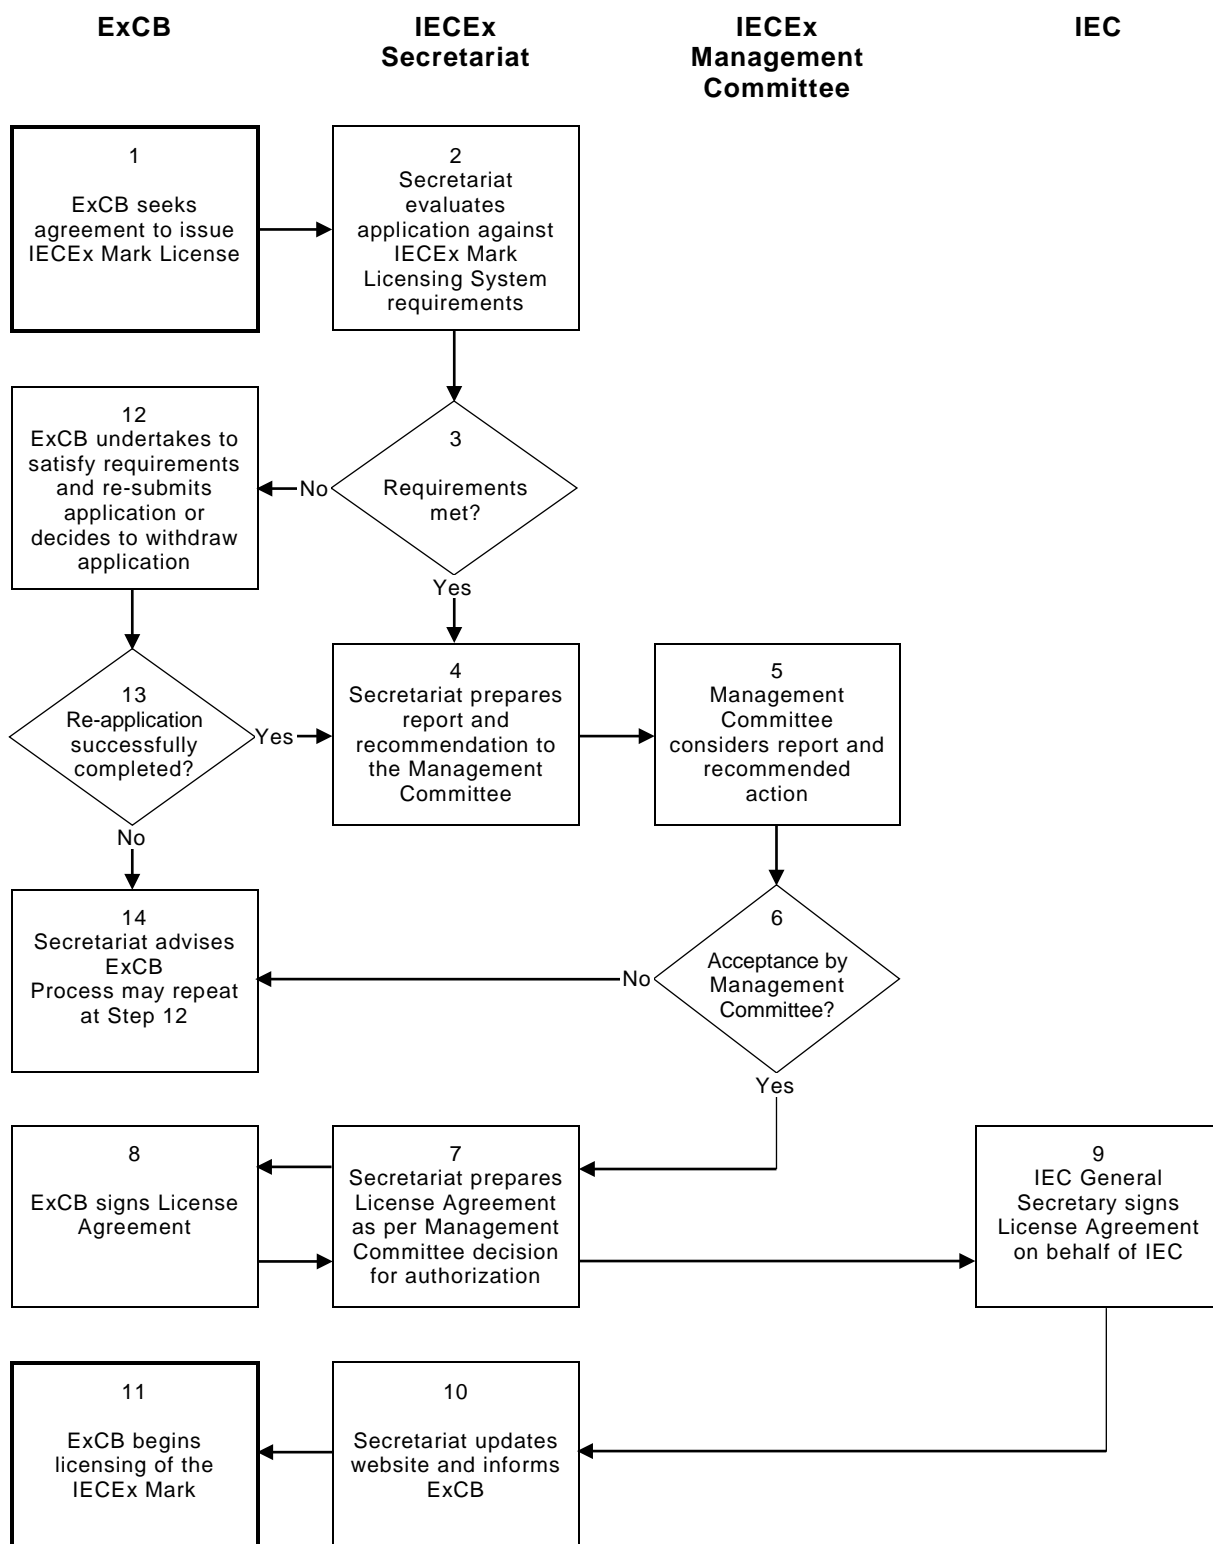 ExCB
IECEx
Secretariat
IECEx
Management
Committee
IEC
1
ExCB seeks
agreement to issue
IECEx Mark License
2
Secretariat
evaluates
application against
IECEx Mark
Licensing System
requirements
12
ExCB undertakes to
satisfy requirements
and re-submits
application or
decides to withdraw
application
No
3
Requirements
met?
Yes
13
Re-application
successfully
completed?
Yes
No
4
Secretariat prepares
report and
recommendation to
the Management
Committee
5
Management
Committee
considers report and
recommended
action
14
Secretariat advises
ExCB
Process may repeat
at Step 12
No
6
Acceptance by
Management
Committee?
Yes
8
ExCB signs License
Agreement
7
Secretariat prepares
License Agreement
as per Management
Committee decision
for authorization
9
IEC General
Secretary signs
License Agreement
on behalf of IEC
11
ExCB begins
licensing of the
IECEx Mark
10
Secretariat updates
website and informs
ExCB